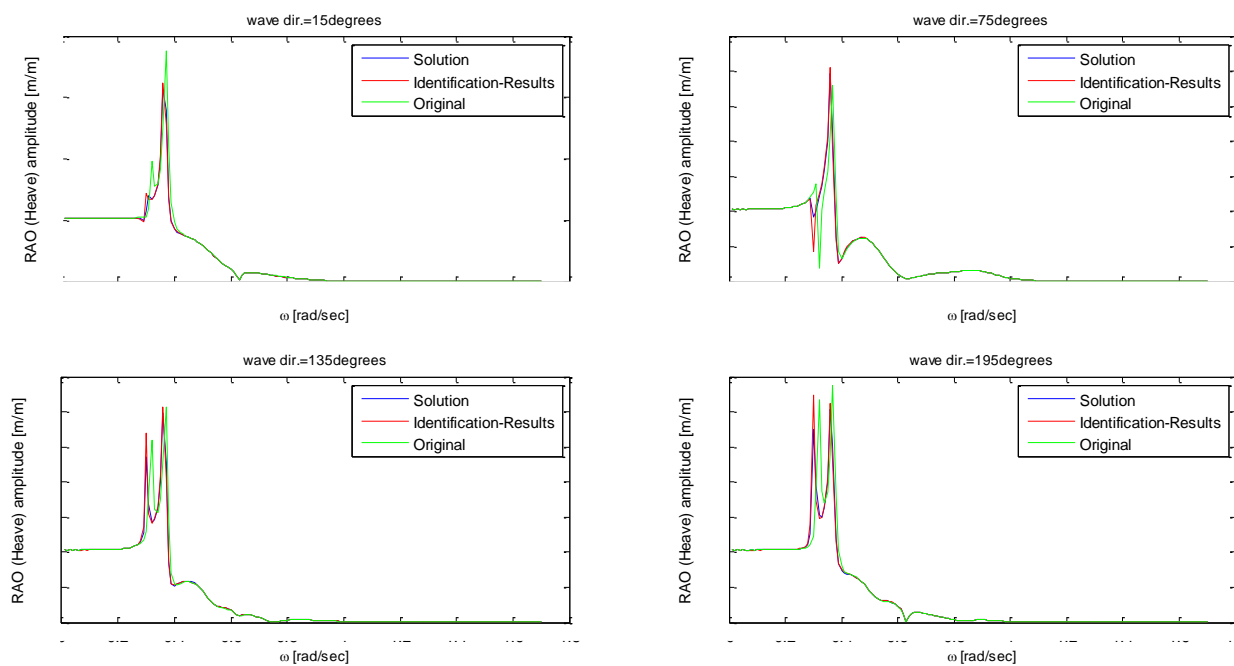 wave dir.=15degrees
RAO (Heave) amplitude [m/m]
Solution
Identification-Results
Original
ω [rad/sec]
wave dir.=75degrees
RAO (Heave) amplitude [m/m]
Solution
Identification-Results
Original
ω [rad/sec]
wave dir.=135degrees
RAO (Heave) amplitude [m/m]
Solution
Identification-Results
Original
ω [rad/sec]
wave dir.=195degrees
RAO (Heave) amplitude [m/m]
Solution
Identification-Results
Original
ω [rad/sec]